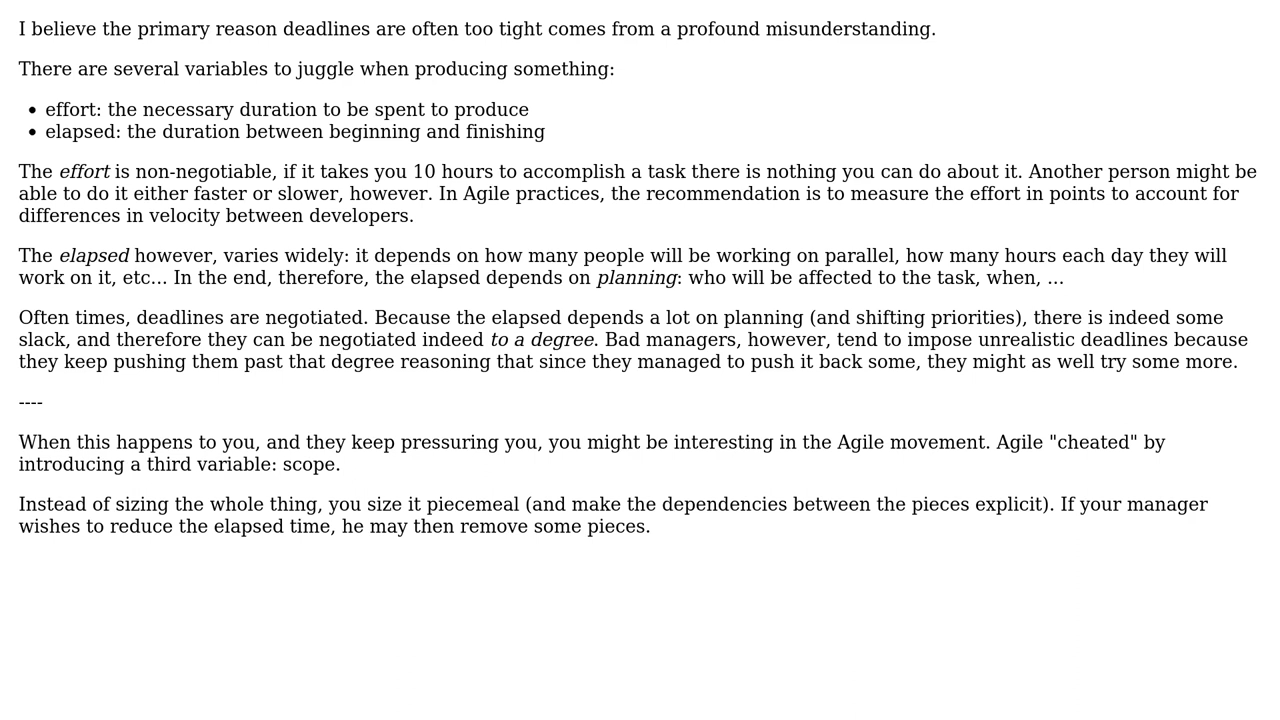 I believe the primary reason deadlines are often too tight comes from a profound misunderstanding.
There are several variables to juggle when producing something:
• effort: the necessary duration to be spent to produce
• elapsed: the duration between beginning and finishing
The effort is non-negotiable, if it takes you 10 hours to accomplish a task there is nothing you can do about it. Another person might be
able to do it either faster or slower, however. In Agile practices, the recommendation is to measure the effort in points to account for
differences in velocity between developers.
The elapsed however, varies widely: it depends on how many people will be working on parallel, how many hours each day they will
work on it, etc... In the end, therefore, the elapsed depends on planning: who will be affected to the task, when, ...
Often times, deadlines are negotiated. Because the elapsed depends a lot on planning (and shifting priorities), there is indeed some
slack, and therefore they can be negotiated indeed to a degree. Bad managers, however, tend to impose unrealistic deadlines because
they keep pushing them past that degree reasoning that since they managed to push it back some, they might as well try some more.
----
When this happens to you, and they keep pressuring you, you might be interesting in the Agile movement. Agile "cheated" by
introducing a third variable: scope.
Instead of sizing the whole thing, you size it piecemeal (and make the dependencies between the pieces explicit). If your manager
wishes to reduce the elapsed time, he may then remove some pieces.